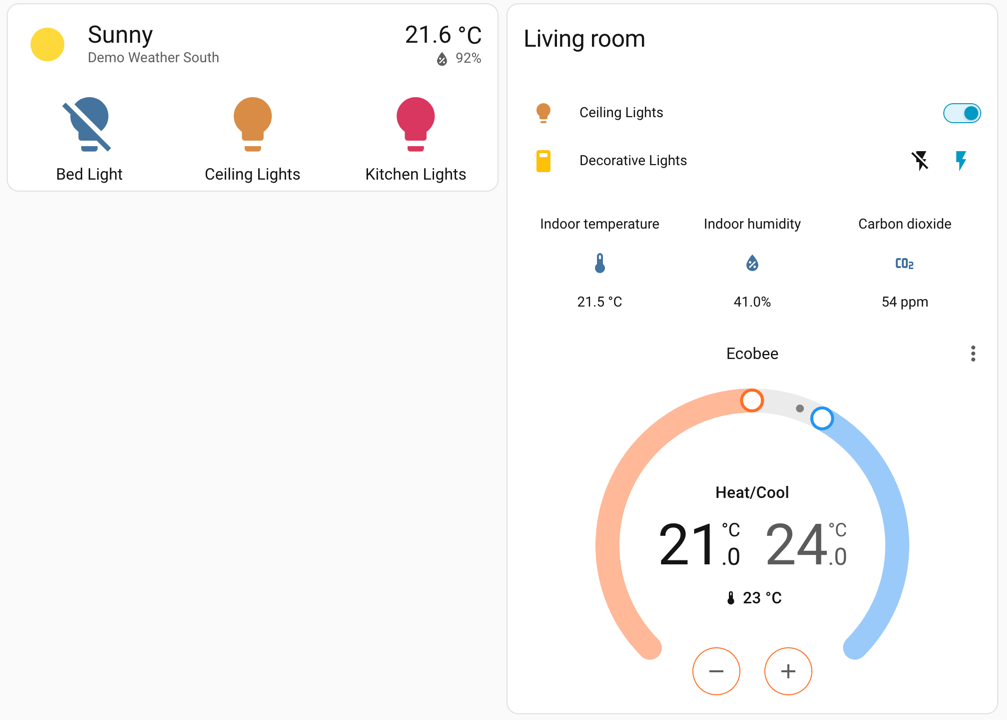 Sunny
21.6 °C
Demo Weather South
92%
Bed Light
Ceiling Lights
Kitchen Lights
Living room
Ceiling Lights
Decorative Lights
Indoor temperature
Indoor humidity
Carbon dioxide
CO2
21.5 °C
41.0%
54 ppm
Ecobee
Heat/Cool
21.0 °C
24.0 °C
23 °C